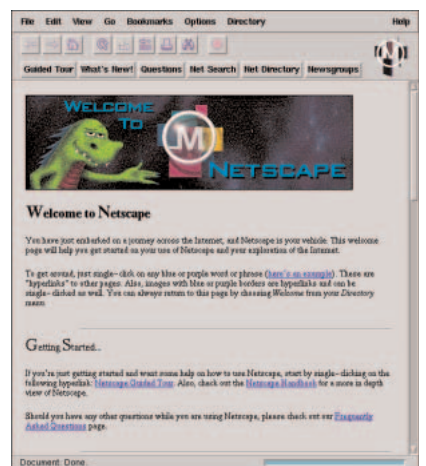 File Edit View Go Bookmarks Options Directory Help
Guided Tour What's New! Questions Net Search Net Directory Newsgroups
M
WELCOME
TO
M
NETSCAPE
Welcome to Netscape
You have just embarked on a journey across the Internet, and Netscape is your vehicle. This welcome
page will help you get started on your use of Netscape and your exploration of the Internet.
To get around, just single-click on any blue or purple word or phrase (here's an example). These are
"hyperlinks" to other pages. Also, images with blue or purple borders are hyperlinks and can be
single-clicked as well. You can always return to this page by choosing Welcome from your Directory
menu.
Getting Started...
If you're just getting started and want some help on how to use Netscape, start by single-clicking on the
following hyperlink: Netscape Guided Tour. Also, check out the Netscape Handbook for a more in depth
view of Netscape.
Should you have any other questions while you are using Netscape, please check out our Frequently
Asked Questions page.
Document: Done.